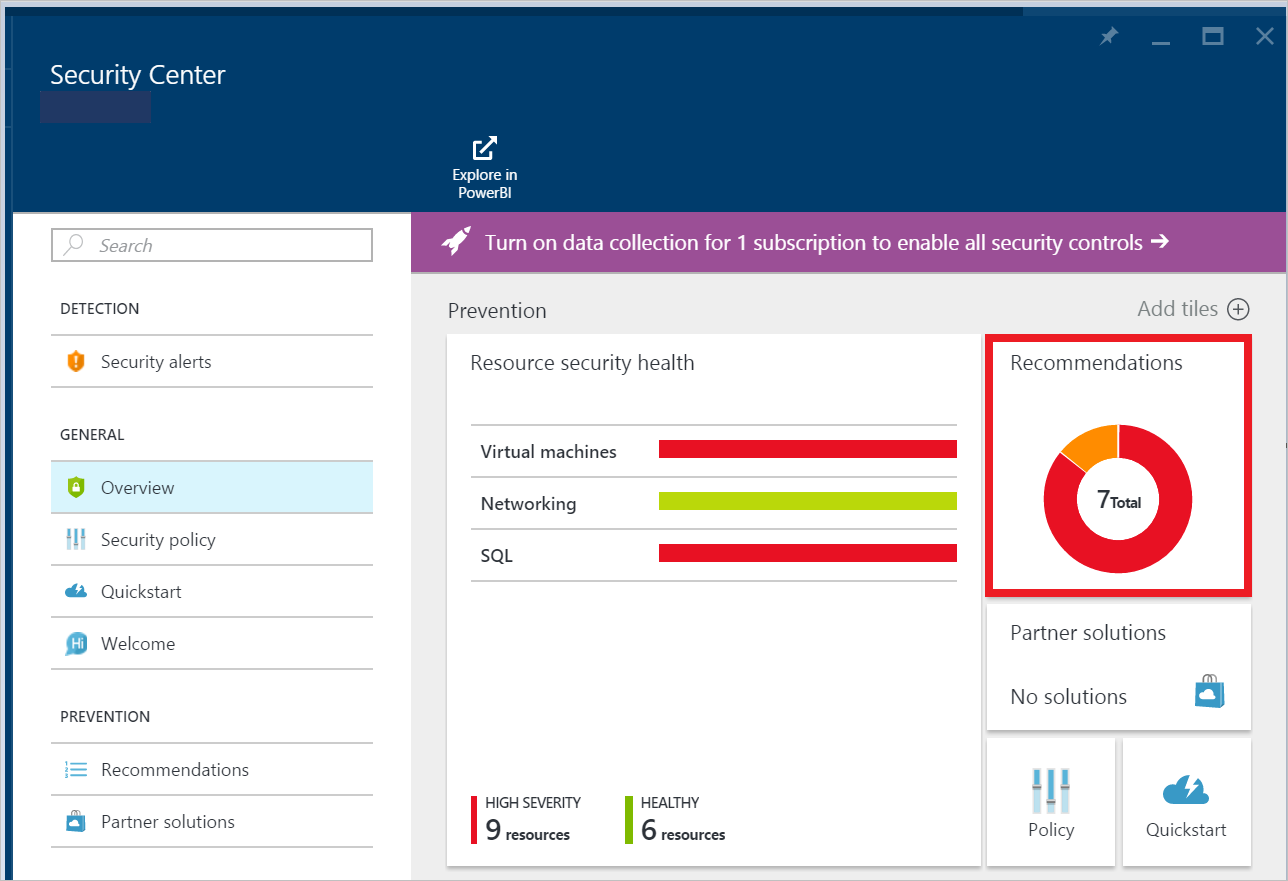 Security Center
Explore in
PowerBI
Search
DETECTION
Security alerts
GENERAL
Overview
Security policy
Quickstart
Hi
Welcome
PREVENTION
Recommendations
Partner solutions
Turn on data collection for 1 subscription to enable all security controls →
Prevention
Add tiles
Resource security health
Virtual machines
Networking
SQL
HIGH SEVERITY
9 resources
HEALTHY
6 resources
Recommendations
7 Total
Partner solutions
No solutions
Policy
Quickstart